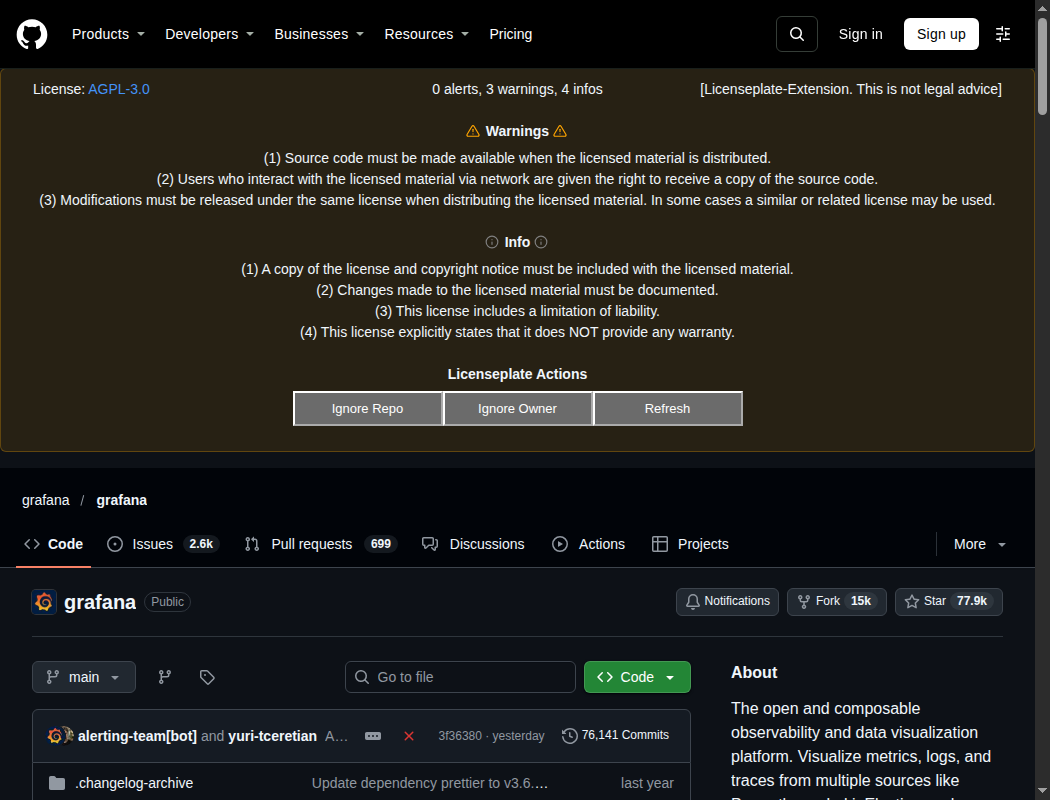 Products Developers Businesses Resources Pricing Sign in Sign up
License: AGPL-3.0 0 alerts, 3 warnings, 4 infos [Licenseplate-Extension. This is not legal advice]
Warnings
(1) Source code must be made available when the licensed material is distributed.
(2) Users who interact with the licensed material via network are given the right to receive a copy of the source code.
(3) Modifications must be released under the same license when distributing the licensed material. In some cases a similar or related license may be used.
Info
(1) A copy of the license and copyright notice must be included with the licensed material.
(2) Changes made to the licensed material must be documented.
(3) This license includes a limitation of liability.
(4) This license explicitly states that it does NOT provide any warranty.
Licenseplate Actions
Ignore Repo Ignore Owner Refresh
grafana / grafana
Code Issues 2.6k Pull requests 699 Discussions Actions Projects More
grafana Public Notifications Fork 15k Star 77.9k
main Go to file Code
alerting-team[bot] and yuri-tceretian A… 3f36380 · yesterday 76,141 Commits
.changelog-archive Update dependency prettier to v3.6.… last year
About
The open and composable
observability and data visualization
platform. Visualize metrics, logs, and
traces from multiple sources like